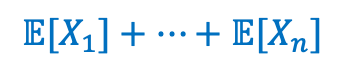 𝔼[X₁] + ⋯ + 𝔼[Xₙ]